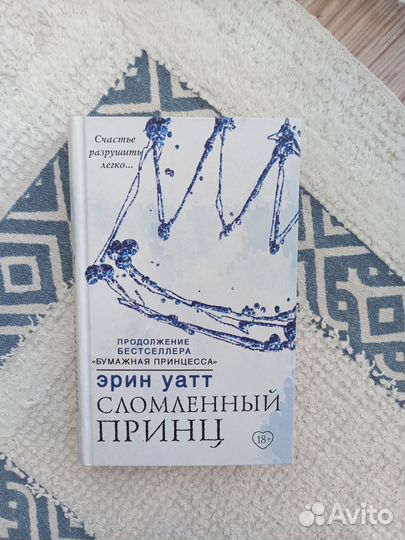 Счастье
разрушить
легко...
ПРОДОЛЖЕНИЕ
БЕСТСЕЛЛЕРА
«БУМАЖНАЯ ПРИНЦЕССА»
ЭРИН УАТТ
СЛОМЛЕННЫЙ
ПРИНЦ
18+
Avito